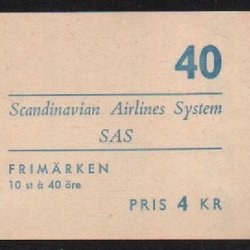 40
Scandinavian Airlines System
SAS
FRIMÄRKEN
10 st à 40 öre
PRIS 4 KR